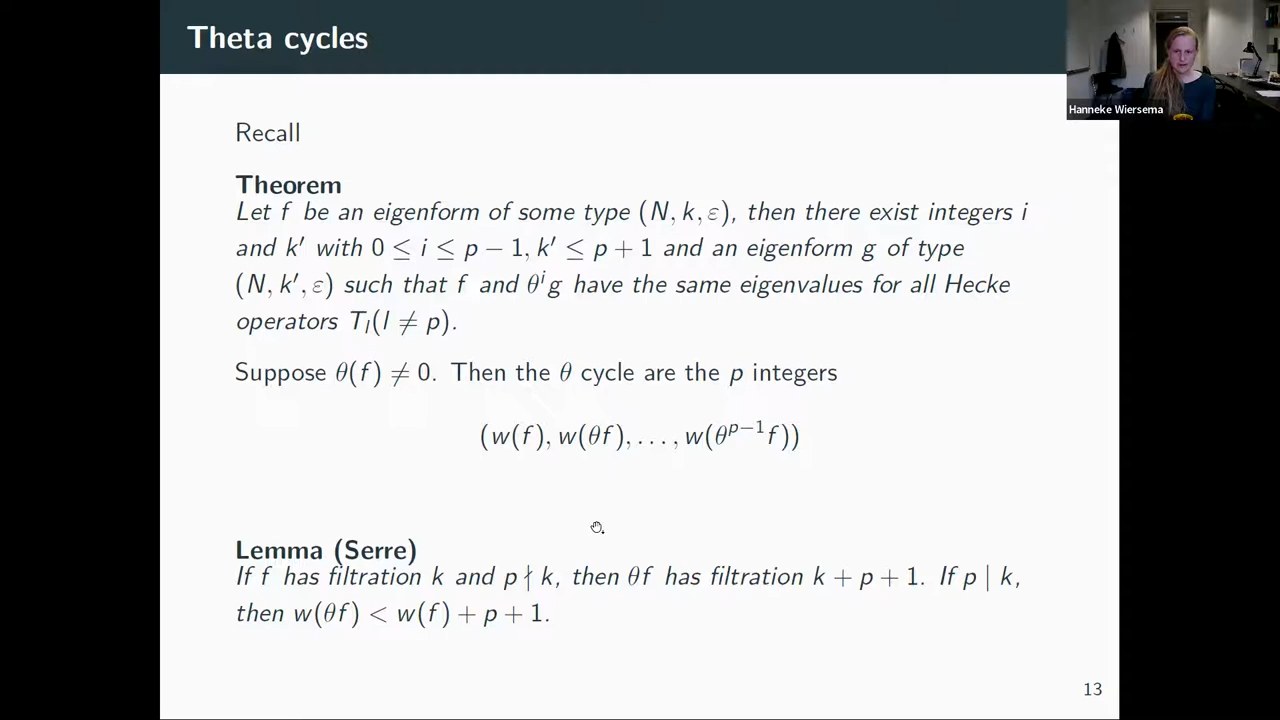 Theta cycles
Hanneke Wiersema
Recall
Theorem
Let f be an eigenform of some type (N, k, ε), then there exist integers i
and k′ with 0 ≤ i ≤ p − 1, k′ ≤ p + 1 and an eigenform g of type
(N, k′, ε) such that f and θⁱg have the same eigenvalues for all Hecke
operators T_l(l ≠ p).
Suppose θ(f) ≠ 0. Then the θ cycle are the p integers
(w(f), w(θf), . . . , w(θ^{p−1}f))
Lemma (Serre)
If f has filtration k and p ∤ k, then θf has filtration k + p + 1. If p | k,
then w(θf) < w(f) + p + 1.
13